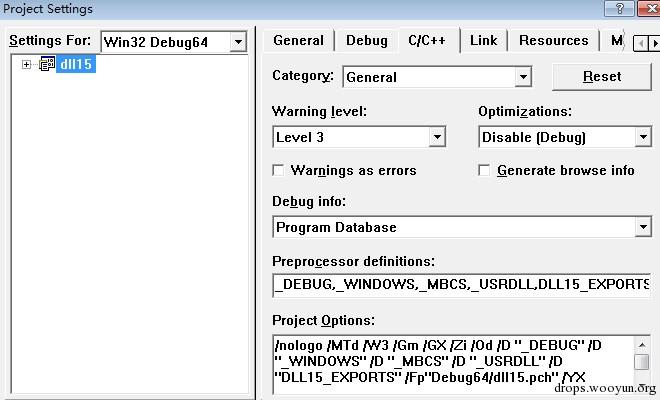 Project Settings
Settings For: Win32 Debug64
dll15
General Debug C/C++ Link Resources
Category: General Reset
Warning level: Optimizations:
Level 3 Disable (Debug)
Warnings as errors Generate browse info
Debug info:
Program Database
Preprocessor definitions:
_DEBUG,_WINDOWS,_MBCS,_USRDLL,DLL15_EXPORTS
Project Options:
/nologo /MTd /W3 /Gm /GX /Zi /Od /D "_DEBUG" /D
"_WINDOWS" /D "_MBCS" /D "_USRDLL" /D
"DLL15_EXPORTS" /Fp"Debug64/dll15.pch" /YX
drops.wooyun.org